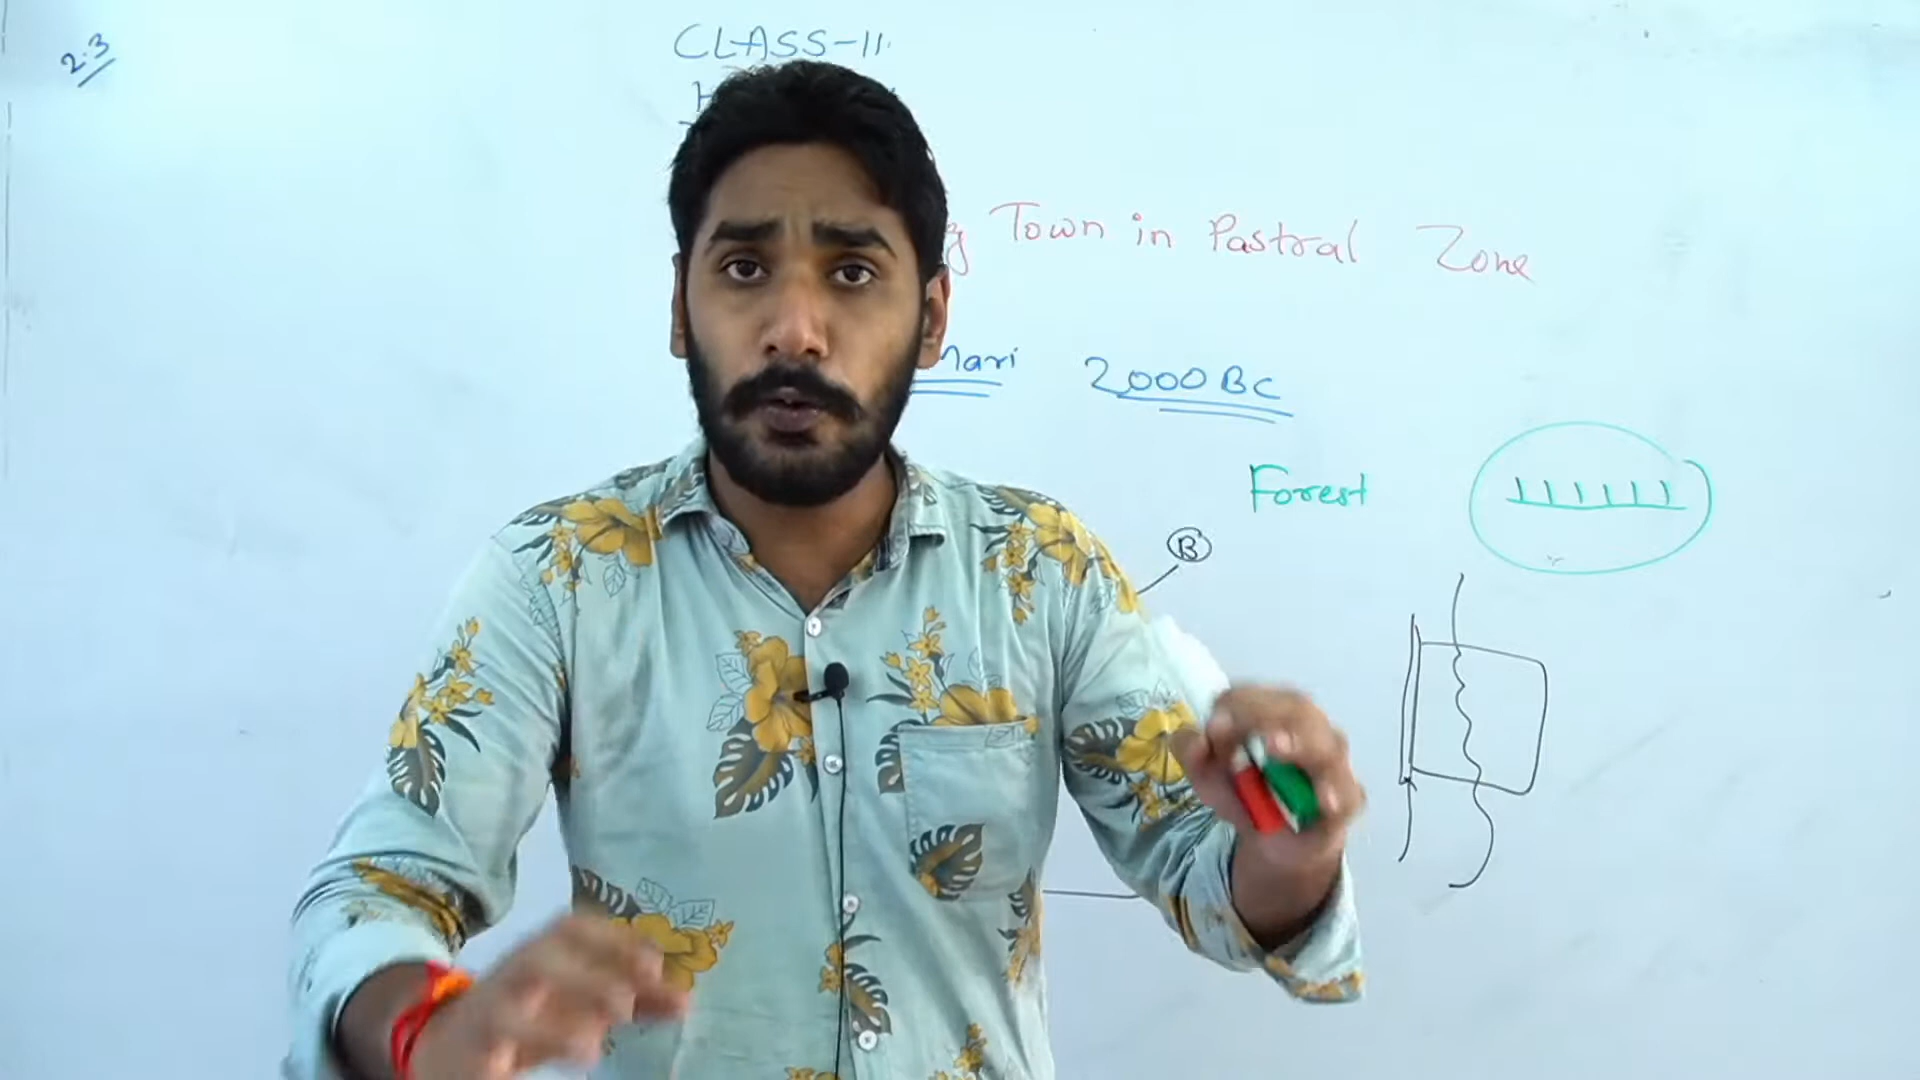 2.3
CLASS-11
Town in Pastral Zone
Mari 2000 BC
Forest
B